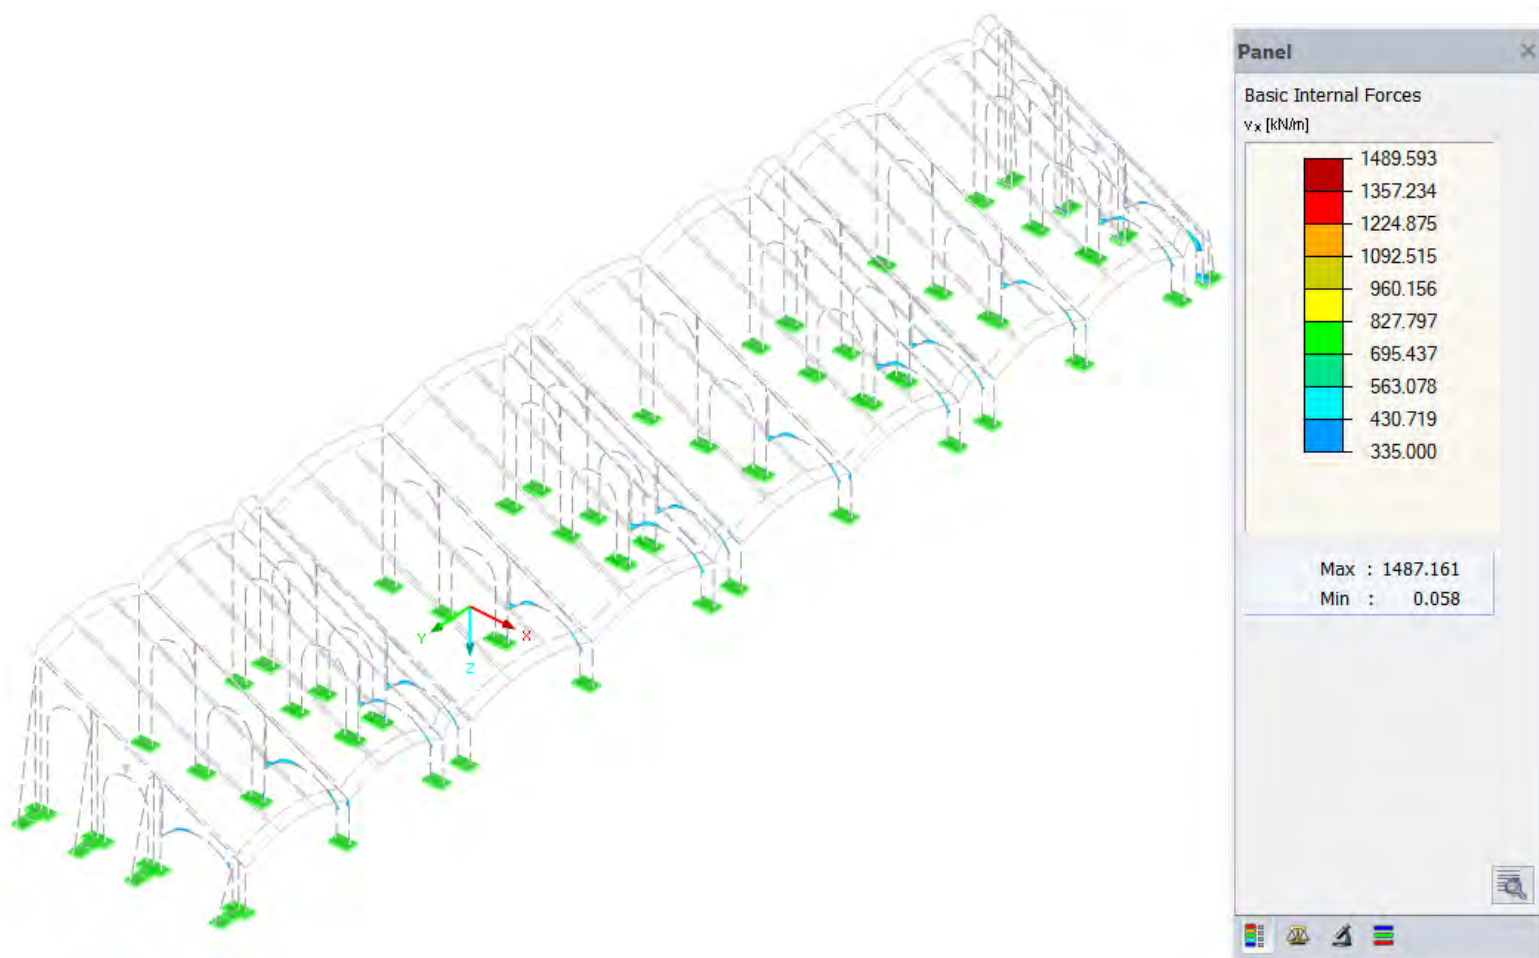 Panel
Basic Internal Forces
vx [kN/m]
1489.593
1357.234
1224.875
1092.515
960.156
827.797
695.437
563.078
430.719
335.000
Max : 1487.161
Min : 0.058
X
Y
Z